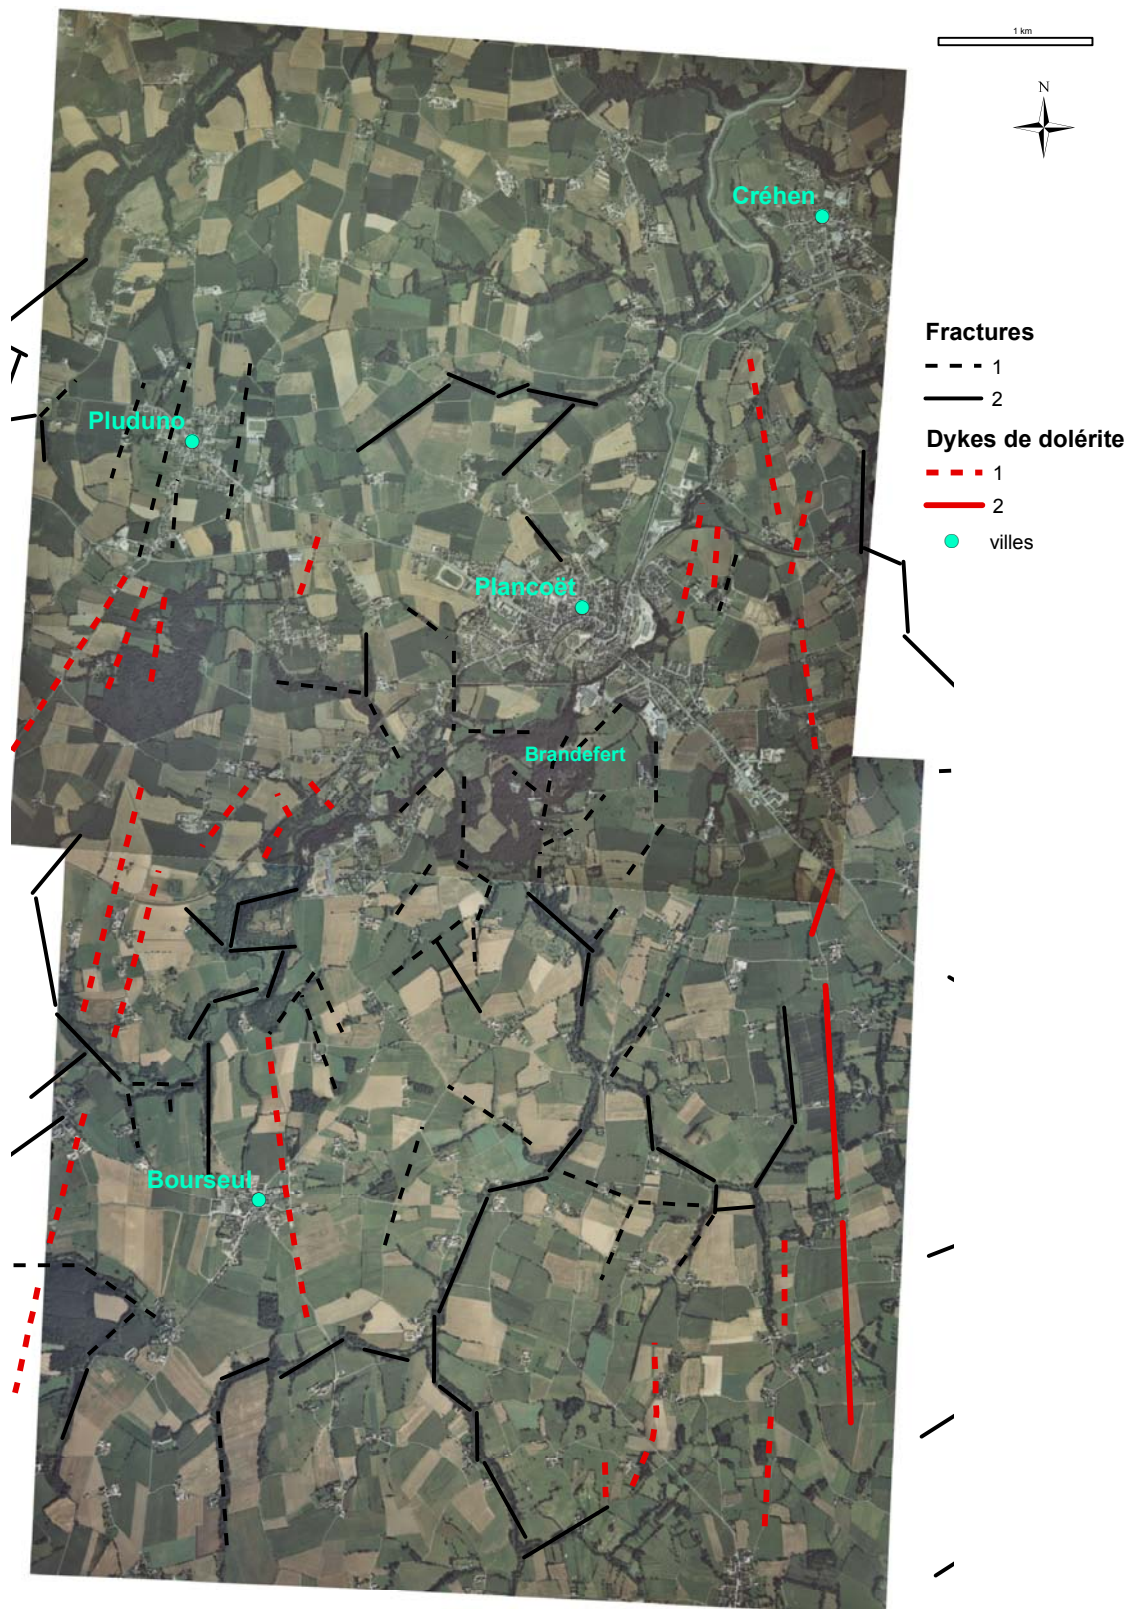 1 km
N
Créhen
Fractures
1
2
Pluduno
Dykes de dolérite
1
2
villes
Plancoët
Brandefert
Bourseul